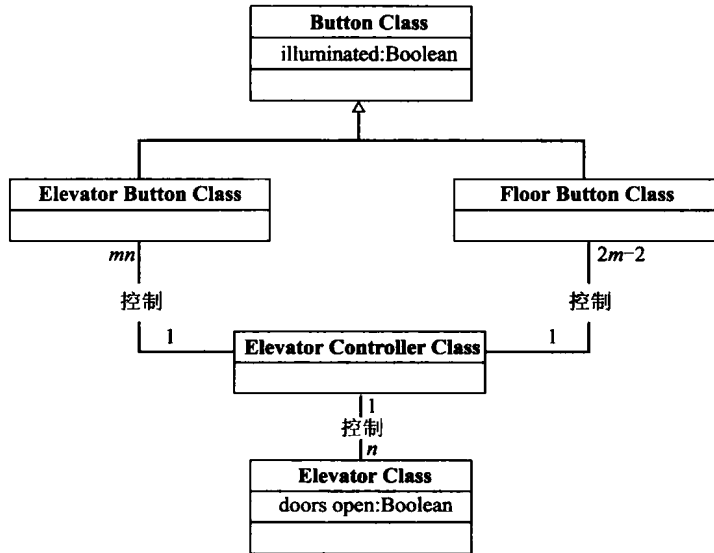 Button Class
illuminated:Boolean
Elevator Button Class
Floor Button Class
mn
2m-2
控制
控制
1
Elevator Controller Class
1
1
控制
n
Elevator Class
doors open:Boolean